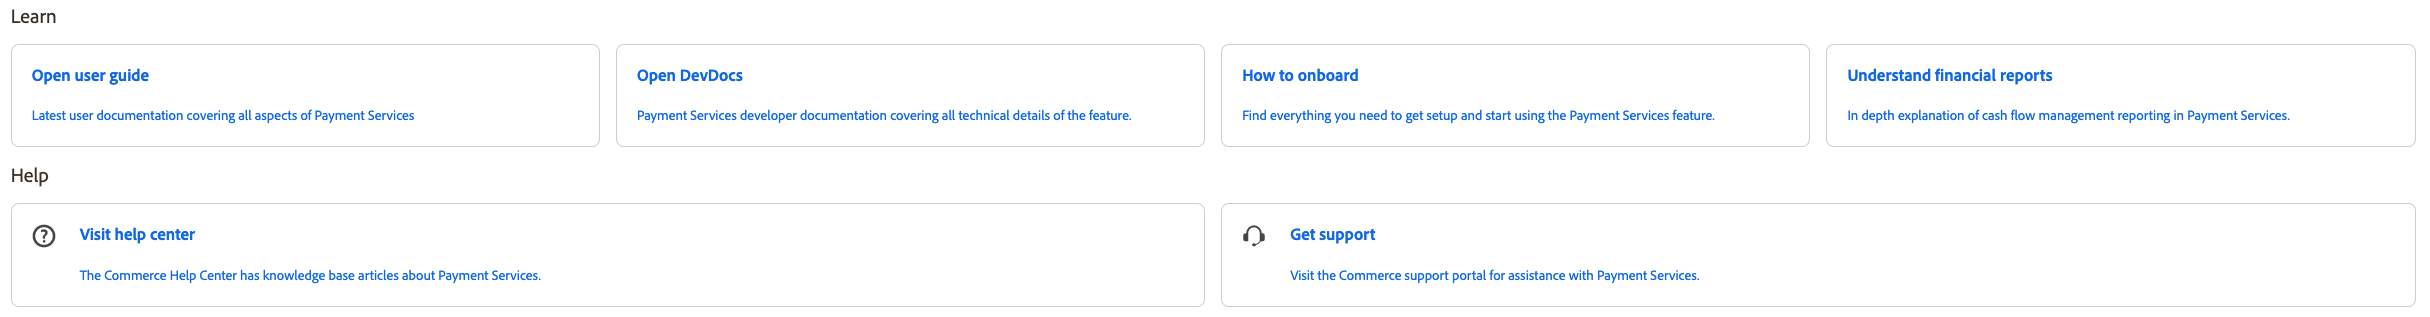 Learn
Open user guide
Latest user documentation covering all aspects of Payment Services
Open DevDocs
Payment Services developer documentation covering all technical details of the feature.
How to onboard
Find everything you need to get setup and start using the Payment Services feature.
Understand financial reports
In depth explanation of cash flow management reporting in Payment Services.
Help
Visit help center
The Commerce Help Center has knowledge base articles about Payment Services.
Get support
Visit the Commerce support portal for assistance with Payment Services.